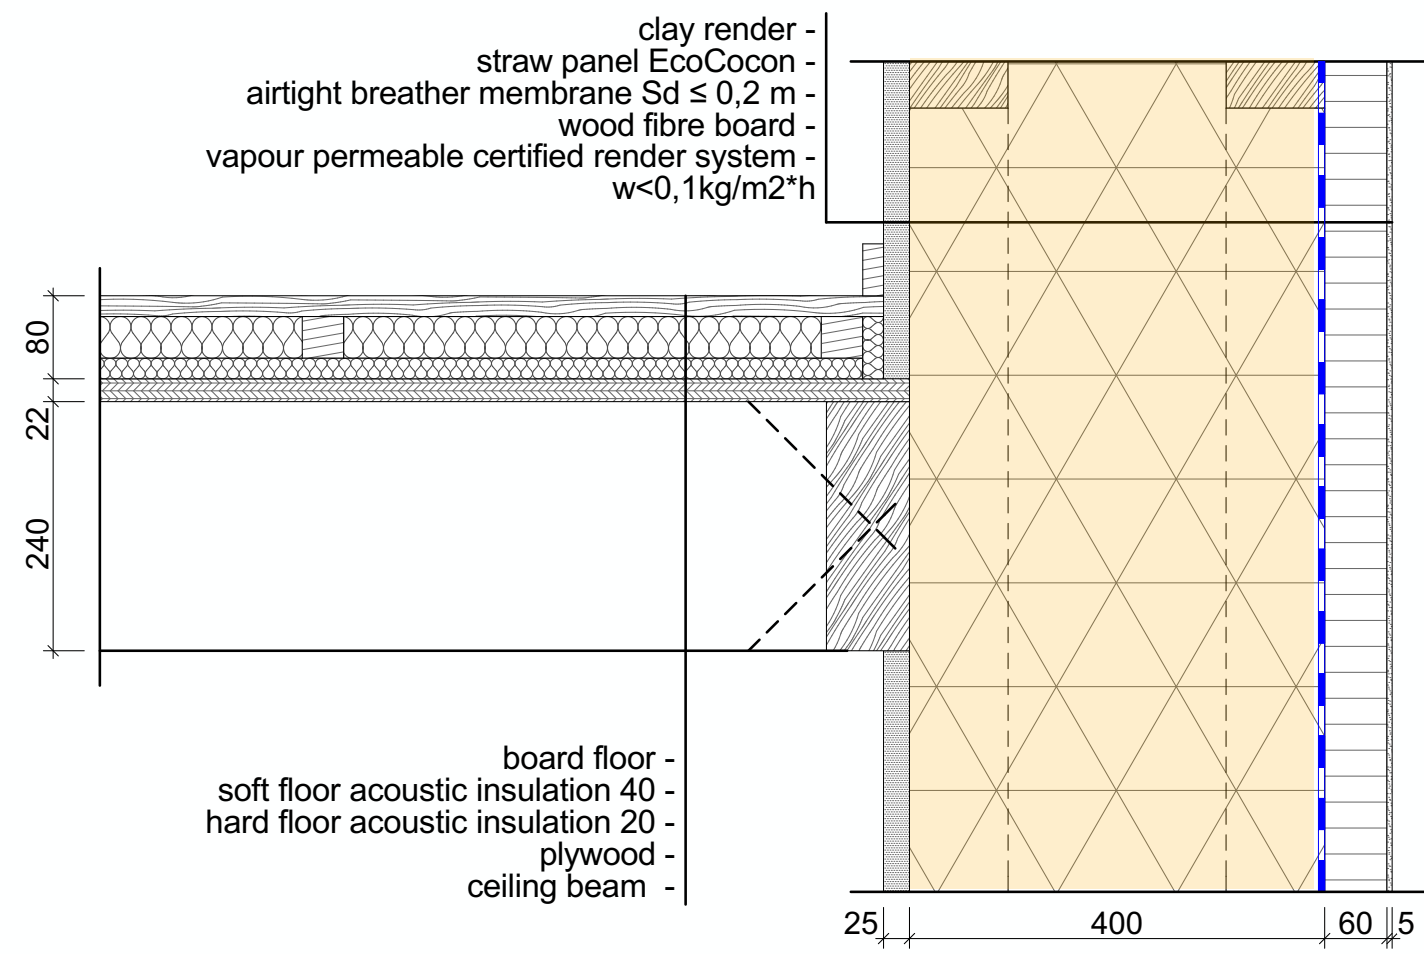 clay render -
straw panel EcoCocon -
airtight breather membrane Sd ≤ 0,2 m -
wood fibre board -
vapour permeable certified render system -
w<0,1kg/m2*h
80
22
240
board floor -
soft floor acoustic insulation 40 -
hard floor acoustic insulation 20 -
plywood -
ceiling beam -
25 400 60 5